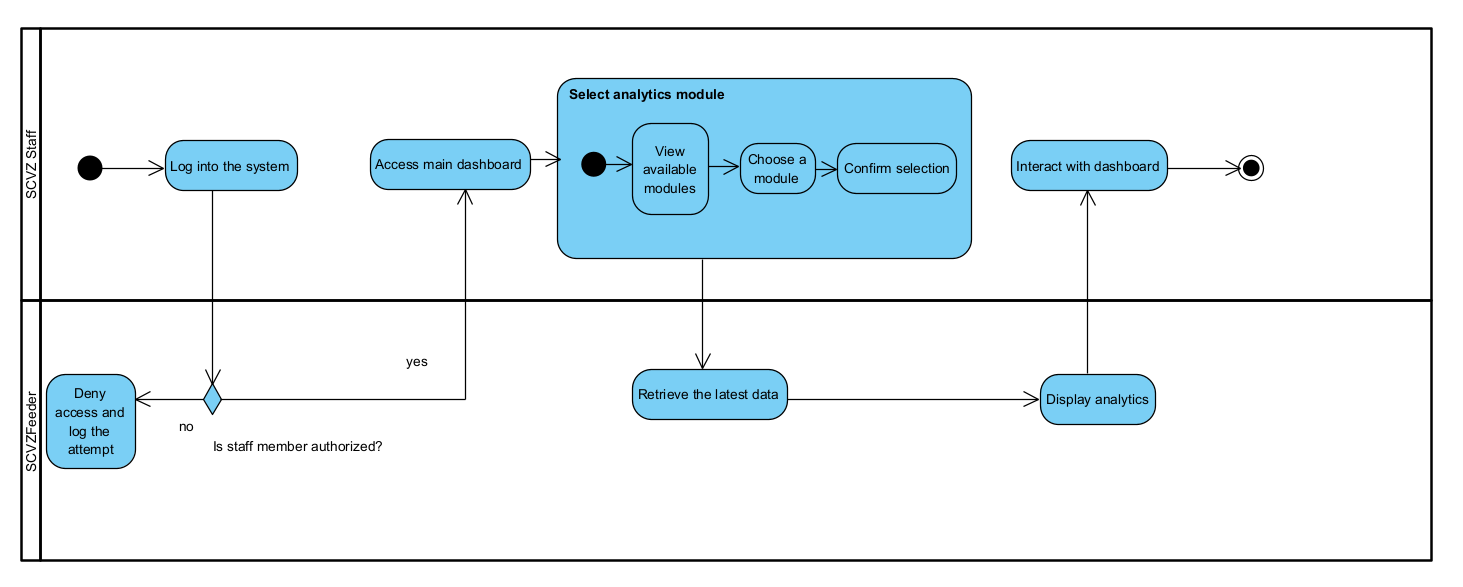 SCVZ Staff
Log into the system
Access main dashboard
Select analytics module
View
available
modules
Choose a
module
Confirm selection
Interact with dashboard
SCVZFeeder
Deny
access and
log the
attempt
no
Is staff member authorized?
yes
Retrieve the latest data
Display analytics